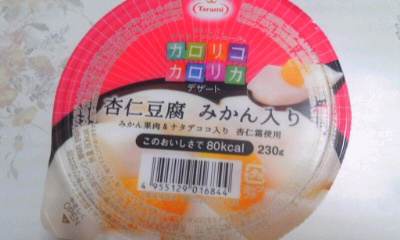 Tarami
カロリコ
カロリカ
デザート
杏仁豆腐 みかん入り
みかん果肉&ナタデココ入り 杏仁霜使用
このおいしさで80kcal 230g
4 955129 016844